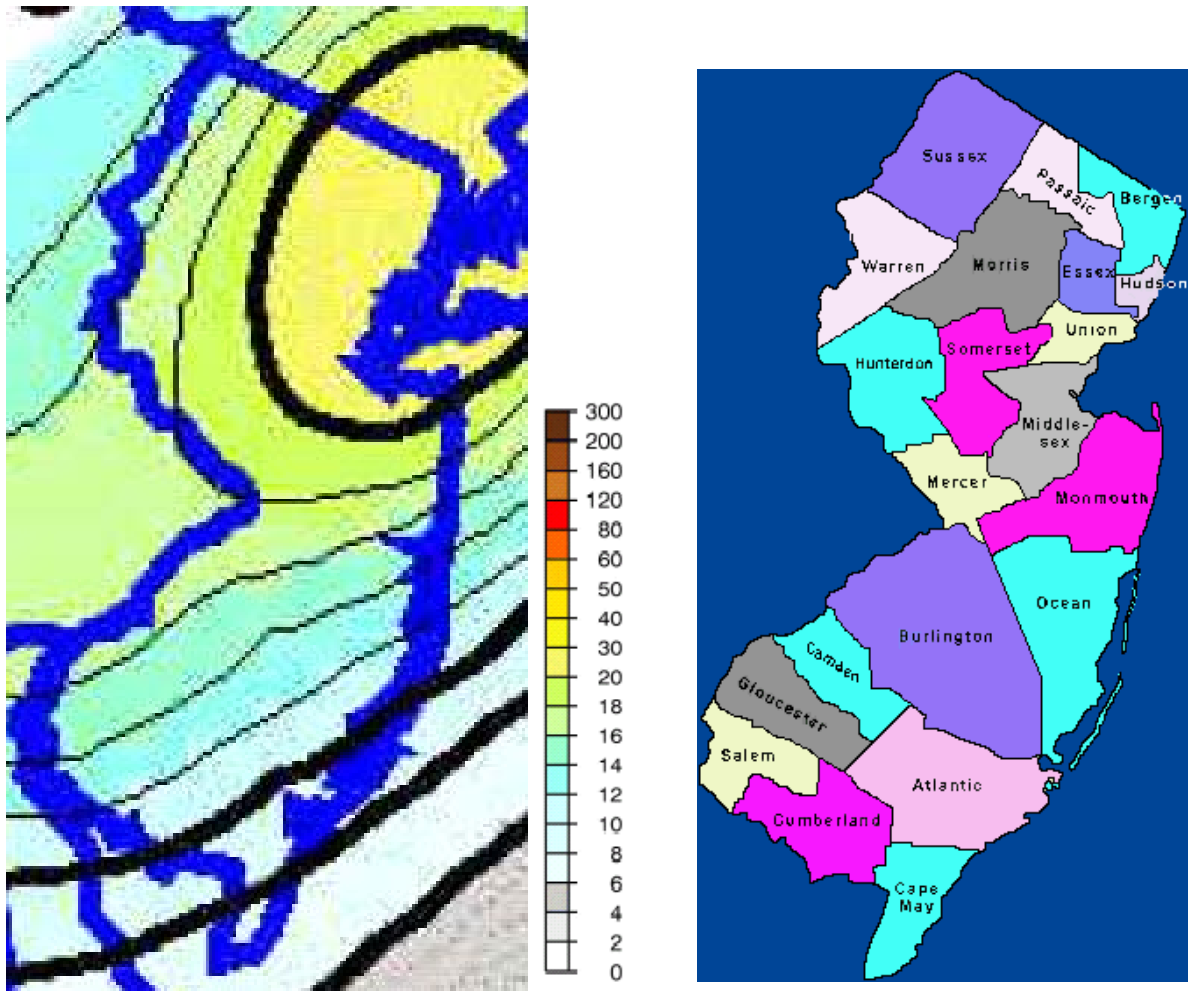 300
200
160
120
80
60
50
40
30
20
18
16
14
12
10
8
6
4
2
0
Sussex
Passaic
Bergen
Warren
Morris
Essex
Hudson
Union
Somerset
Hunterdon
Middle-
sex
Mercer
Monmouth
Ocean
Burlington
Camden
Gloucester
Salem
Atlantic
Cumberland
Cape
May